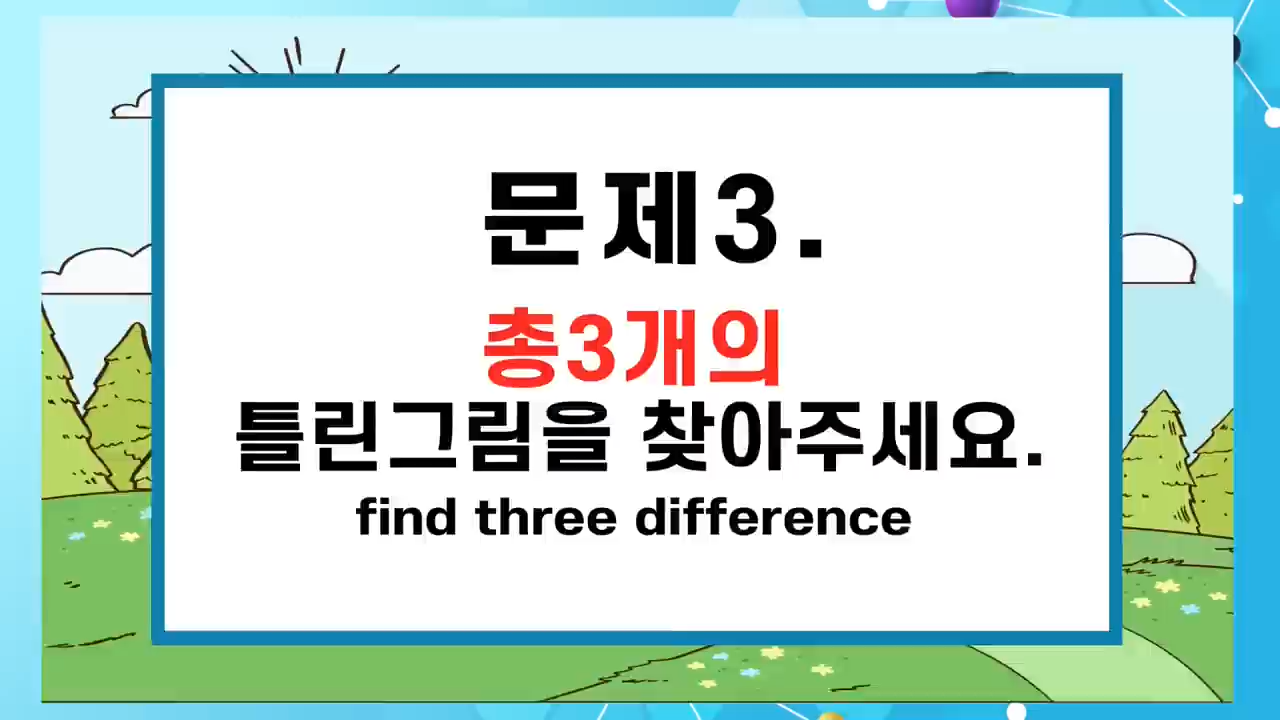 문제3.
총3개의
틀린그림을 찾아주세요.
find three difference